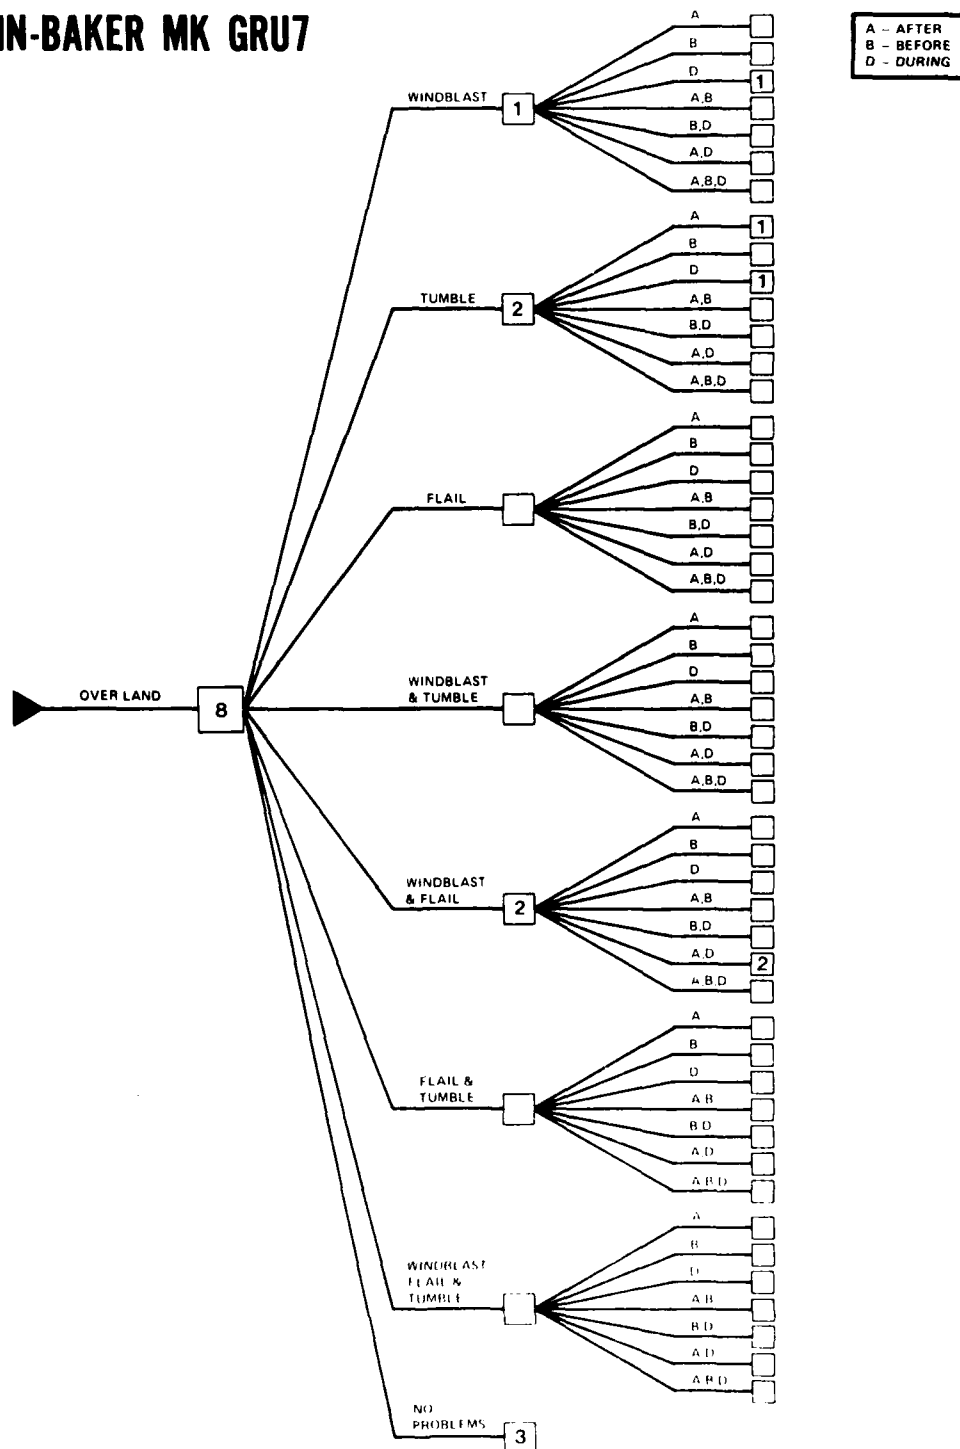 IN-BAKER MK GRU7
A - AFTER
B - BEFORE
D - DURING
WINDBLAST
1
A
B
D
1
A,B
B,D
A,D
A,B,D
TUMBLE
2
A
1
B
D
1
A,B
B,D
A,D
A,B,D
FLAIL
A
B
D
A,B
B,D
A,D
A,B,D
OVER LAND
8
WINDBLAST
& TUMBLE
A
B
D
A,B
B,D
A,D
A,B,D
WINDBLAST
& FLAIL
2
A
B
D
A,B
B,D
A,D
2
A,B,D
FLAIL &
TUMBLE
A
B
D
A B
B D
A,D
A B D
WINDBLAST
FLAIL &
TUMBLE
A
B
D
A B
B D
A D
A B D
NO
PROBLEMS
3